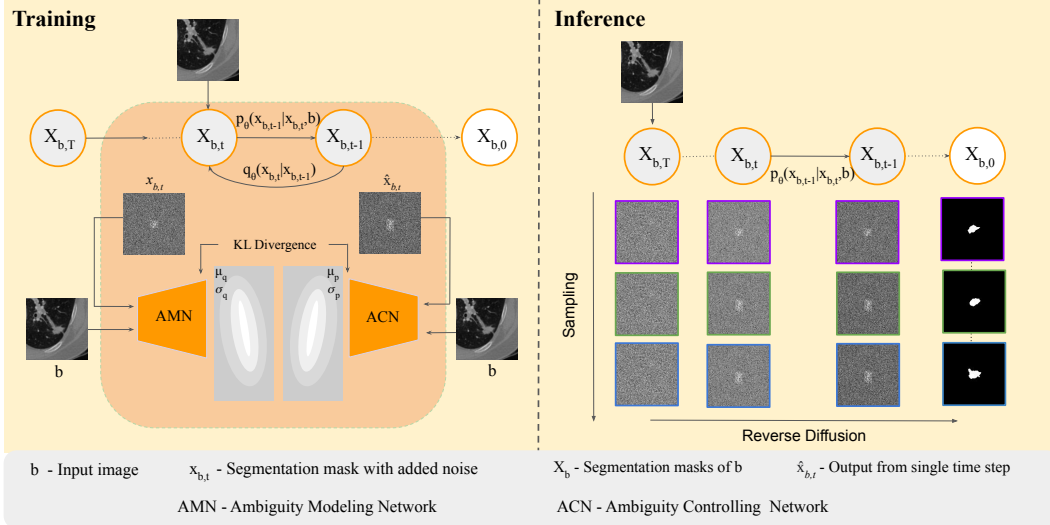 Training
X_{b,T}
X_{b,t}
p_θ(x_{b,t-1}|x_{b,t},b)
X_{b,t-1}
X_{b,0}
q_θ(x_{b,t}|x_{b,t-1})
x_{b,t}
x̂_{b,t}
KL Divergence
μ_q
σ_q
μ_p
σ_p
AMN
ACN
b
b
Inference
X_{b,T}
X_{b,t}
X_{b,t-1}
X_{b,0}
p_θ(x_{b,t-1}|x_{b,t},b)
Sampling
Reverse Diffusion
b - Input image
x_{b,t} - Segmentation mask with added noise
X_b - Segmentation masks of b
x̂_{b,t} - Output from single time step
AMN - Ambiguity Modeling Network
ACN - Ambiguity Controlling Network